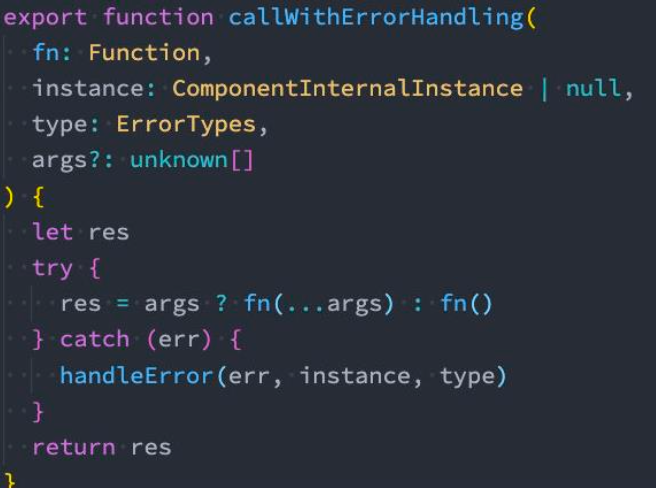 export function callWithErrorHandling(
  fn: Function,
  instance: ComponentInternalInstance | null,
  type: ErrorTypes,
  args?: unknown[]
) {
  let res
  try {
    res = args ? fn(...args) : fn()
  } catch (err) {
    handleError(err, instance, type)
  }
  return res
}